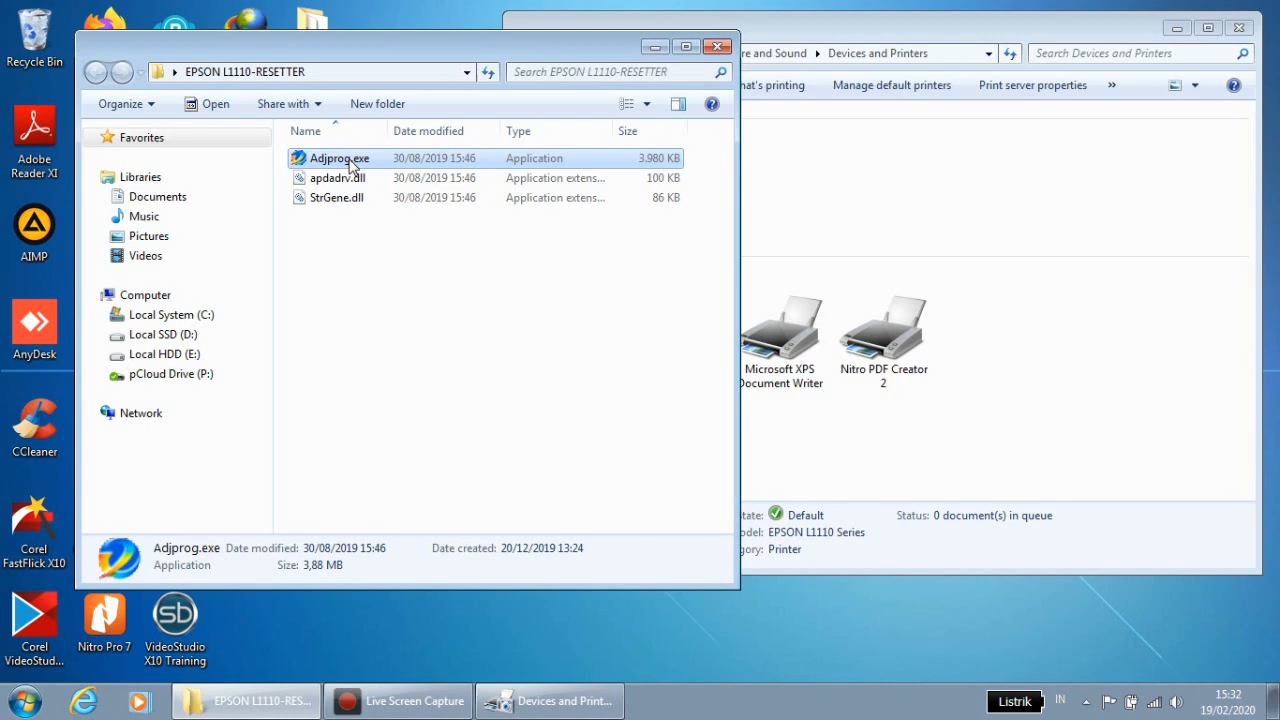 Recycle Bin
Adobe
Reader XI
AIMP
AnyDesk
CCleaner
Corel
FastFlick X10
Corel
VideoStud...
Nitro Pro 7
VideoStudio
X10 Training
EPSON L1110-RESETTER
Search EPSON L1110-RESETTER
Organize
Open
Share with
New folder
Name
Date modified
Type
Size
Favorites
Libraries
Documents
Music
Pictures
Videos
Computer
Local System (C:)
Local SSD (D:)
Local HDD (E:)
pCloud Drive (P:)
Network
Adjprog.exe 30/08/2019 15:46 Application 3.980 KB
apdadrv.dll 30/08/2019 15:46 Application extens... 100 KB
StrGene.dll 30/08/2019 15:46 Application extens... 86 KB
Adjprog.exe Date modified: 30/08/2019 15:46 Date created: 20/12/2019 13:24
Application Size: 3,88 MB
re and Sound
Devices and Printers
Search Devices and Printers
hat's printing
Manage default printers
Print server properties
»
Microsoft XPS
Document Writer
Nitro PDF Creator
2
tate: Default Status: 0 document(s) in queue
odel: EPSON L1110 Series
gory: Printer
EPSON L1110-RES...
Live Screen Capture
Devices and Print...
Listrik
IN
15:32
19/02/2020